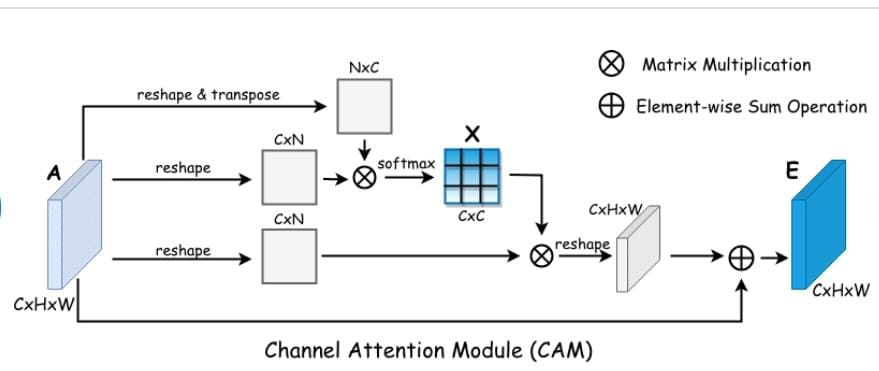 NxC
Matrix Multiplication
reshape & transpose
Element-wise Sum Operation
CxN
X
softmax
A
reshape
E
CxC
CxN
CxHxW
reshape
reshape
CxHxW
CxHxW
Channel Attention Module (CAM)